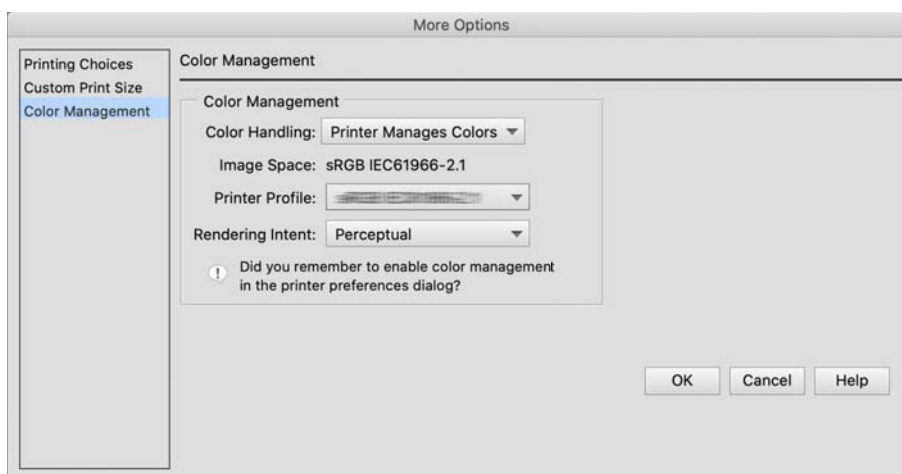 More Options
Printing Choices
Custom Print Size
Color Management
Color Management
Color Management
Color Handling: Printer Manages Colors
Image Space: sRGB IEC61966-2.1
Printer Profile:
Rendering Intent: Perceptual
! Did you remember to enable color management
in the printer preferences dialog?
OK Cancel Help